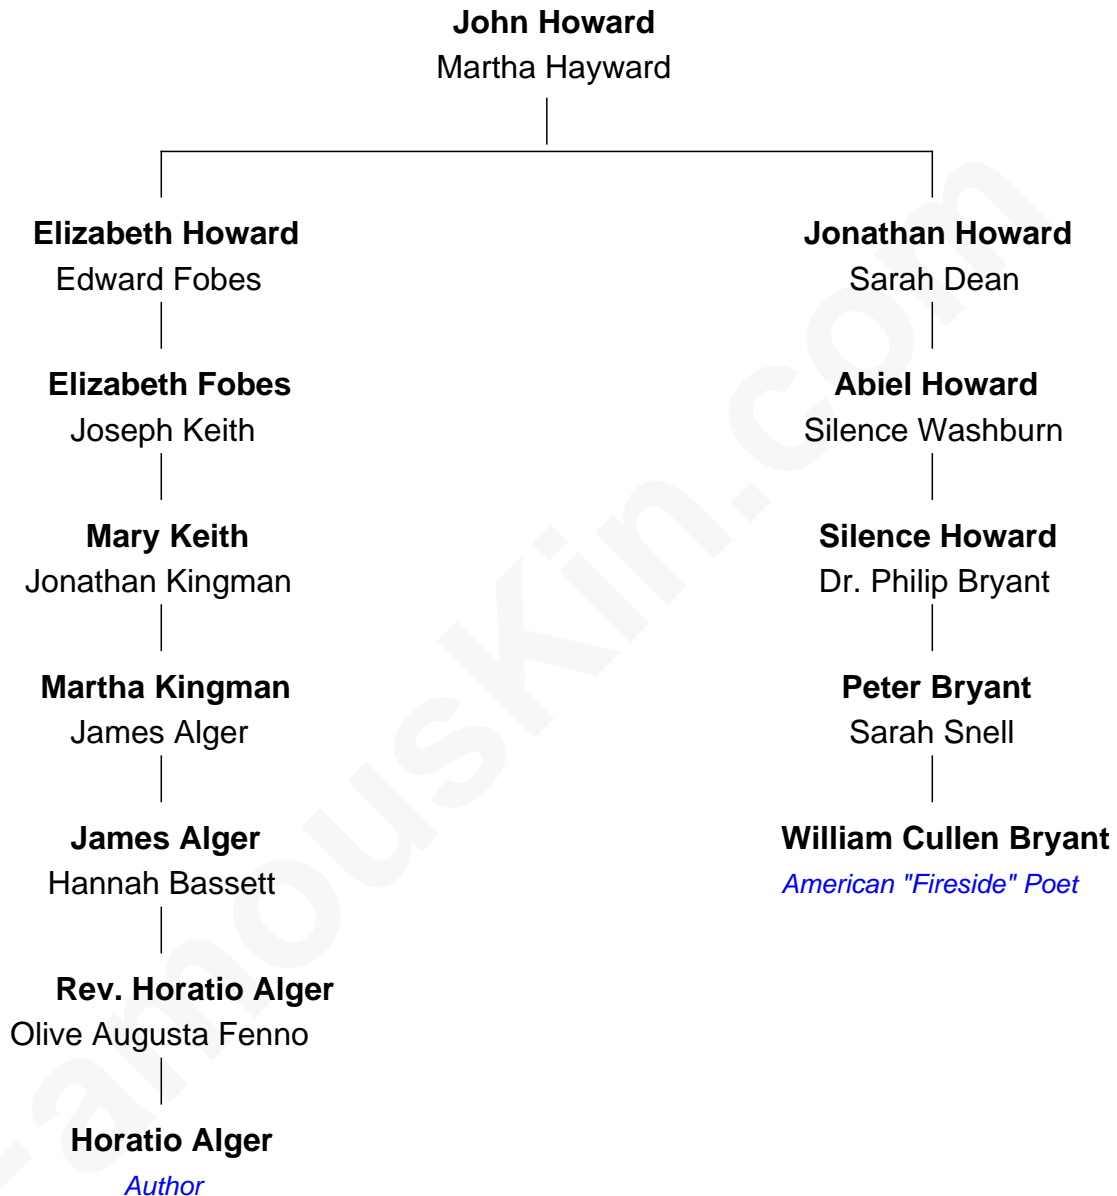 John Howard
Martha Hayward
Elizabeth Howard
Edward Fobes
Jonathan Howard
Sarah Dean
Elizabeth Fobes
Joseph Keith
Abiel Howard
Silence Washburn
Mary Keith
Jonathan Kingman
Silence Howard
Dr. Philip Bryant
Martha Kingman
James Alger
Peter Bryant
Sarah Snell
James Alger
Hannah Bassett
William Cullen Bryant
American "Fireside" Poet
Rev. Horatio Alger
Olive Augusta Fenno
Horatio Alger
Author
FamousKin.com